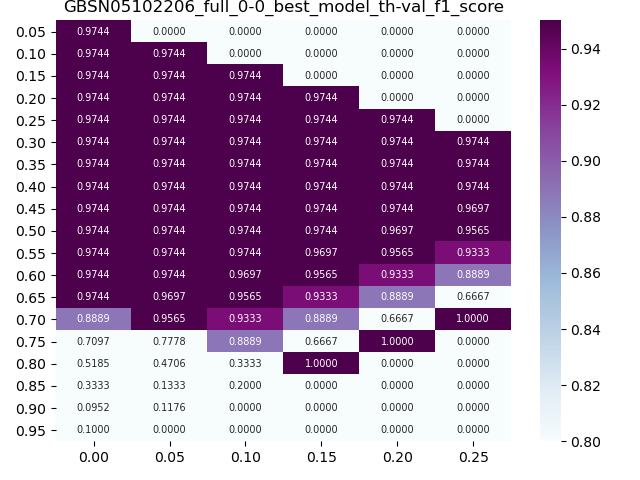 GBSN05102206_full_0-0_best_model_th-val_f1_score
0.05 0.9744 0.0000 0.0000 0.0000 0.0000 0.0000
0.10 0.9744 0.9744 0.0000 0.0000 0.0000 0.0000
0.15 0.9744 0.9744 0.9744 0.0000 0.0000 0.0000
0.20 0.9744 0.9744 0.9744 0.9744 0.0000 0.0000
0.25 0.9744 0.9744 0.9744 0.9744 0.9744 0.0000
0.30 0.9744 0.9744 0.9744 0.9744 0.9744 0.9744
0.35 0.9744 0.9744 0.9744 0.9744 0.9744 0.9744
0.40 0.9744 0.9744 0.9744 0.9744 0.9744 0.9744
0.45 0.9744 0.9744 0.9744 0.9744 0.9744 0.9697
0.50 0.9744 0.9744 0.9744 0.9744 0.9697 0.9565
0.55 0.9744 0.9744 0.9744 0.9697 0.9565 0.9333
0.60 0.9744 0.9744 0.9697 0.9565 0.9333 0.8889
0.65 0.9744 0.9697 0.9565 0.9333 0.8889 0.6667
0.70 0.8889 0.9565 0.9333 0.8889 0.6667 1.0000
0.75 0.7097 0.7778 0.8889 0.6667 1.0000 0.0000
0.80 0.5185 0.4706 0.3333 1.0000 0.0000 0.0000
0.85 0.3333 0.1333 0.2000 0.0000 0.0000 0.0000
0.90 0.0952 0.1176 0.0000 0.0000 0.0000 0.0000
0.95 0.1000 0.0000 0.0000 0.0000 0.0000 0.0000
0.00 0.05 0.10 0.15 0.20 0.25
0.94
0.92
0.90
0.88
0.86
0.84
0.82
0.80